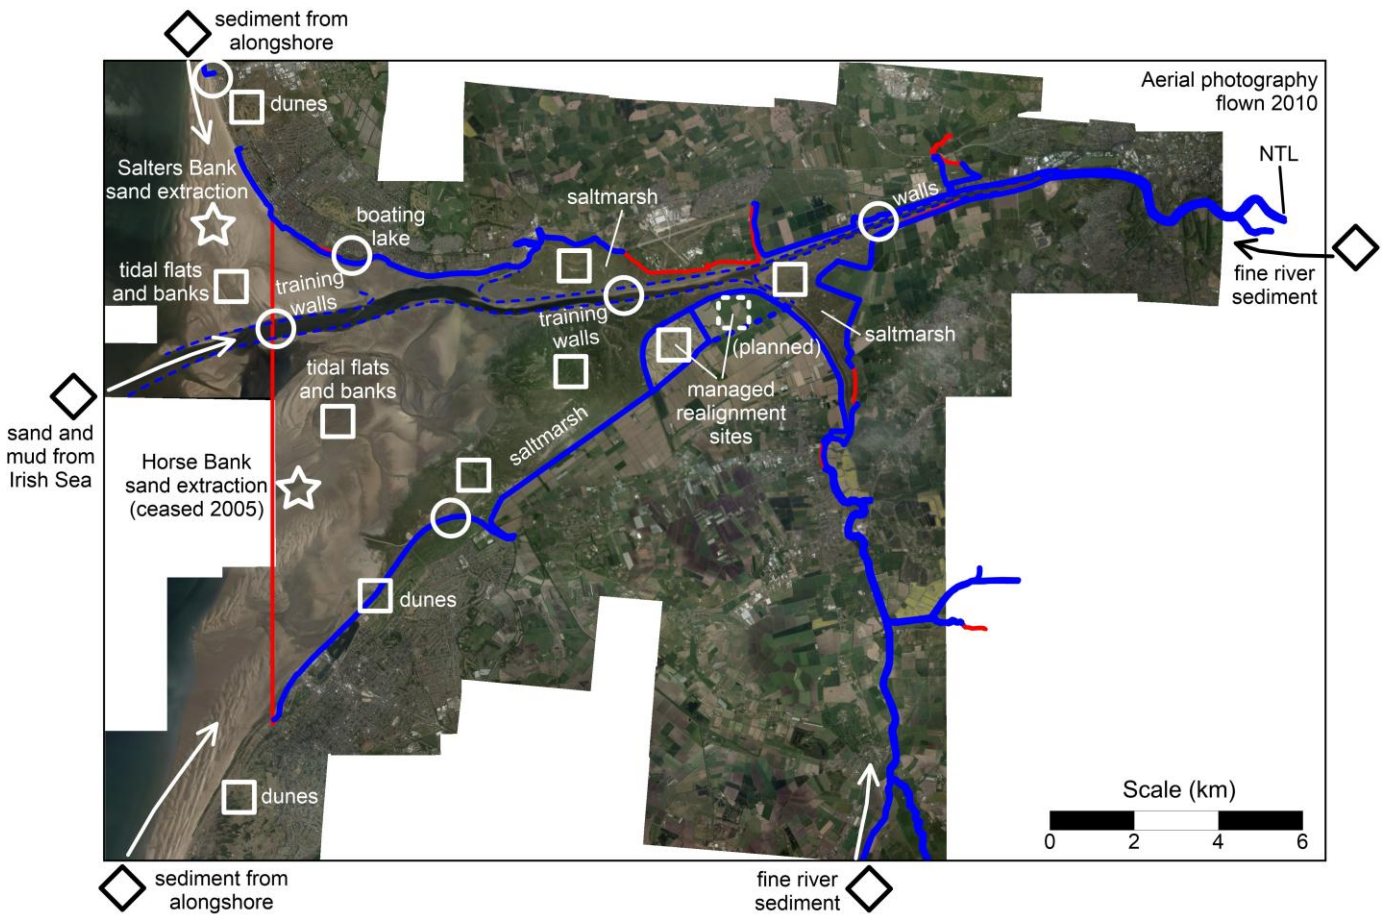 sediment from
alongshore
Aerial photography
flown 2010
dunes
NTL
Salters Bank
sand extraction
saltmarsh
walls
boating
lake
tidal flats
and banks
training
walls
fine river
sediment
training
walls
saltmarsh
(planned)
tidal flats
and banks
managed
realignment
sites
sand and
mud from
Irish Sea
saltmarsh
Horse Bank
sand extraction
(ceased 2005)
dunes
dunes
Scale (km)
0 2 4 6
sediment from
alongshore
fine river
sediment